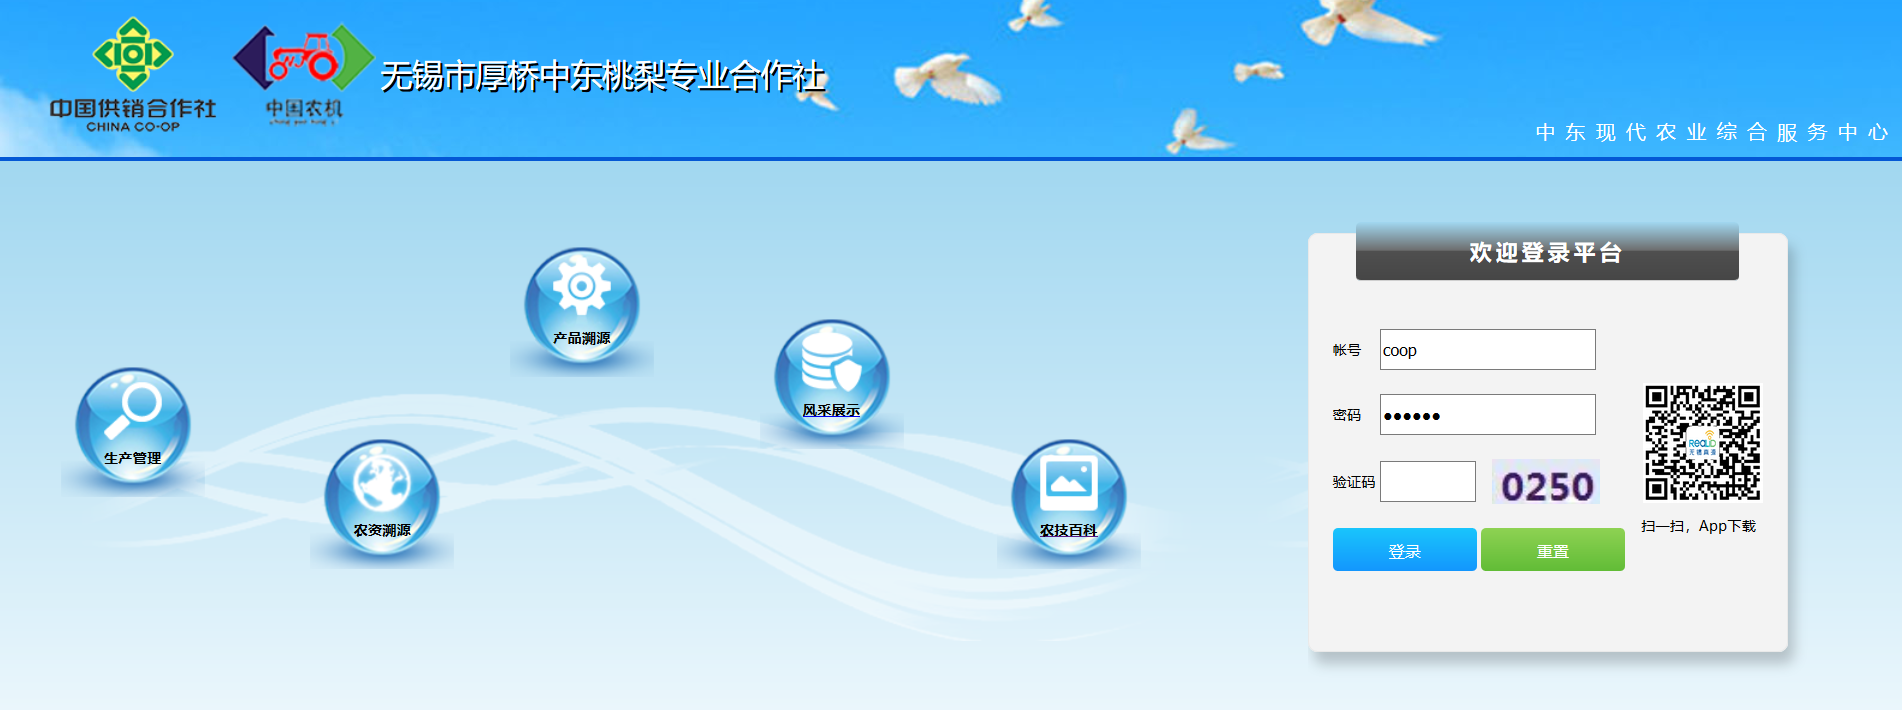 中国供销合作社
CHINA CO-OP
中国农机
无锡市厚桥中东桃梨专业合作社
中东现代农业综合服务中心
欢迎登录平台
产品溯源
风采展示
生产管理
农资溯源
农技百科
帐号 coop
密码 ●●●●●●
验证码 0250
登录 重置
扫一扫，App下载